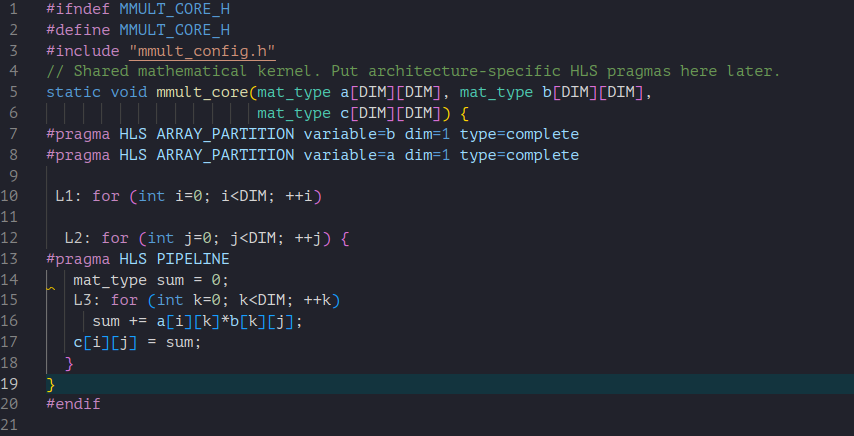 1 #ifndef MMULT_CORE_H
2 #define MMULT_CORE_H
3 #include "mmult_config.h"
4 // Shared mathematical kernel. Put architecture-specific HLS pragmas here later.
5 static void mmult_core(mat_type a[DIM][DIM], mat_type b[DIM][DIM],
6                        mat_type c[DIM][DIM]) {
7 #pragma HLS ARRAY_PARTITION variable=b dim=1 type=complete
8 #pragma HLS ARRAY_PARTITION variable=a dim=1 type=complete
9
10  L1: for (int i=0; i<DIM; ++i)
11
12   L2: for (int j=0; j<DIM; ++j) {
13 #pragma HLS PIPELINE
14    mat_type sum = 0;
15    L3: for (int k=0; k<DIM; ++k)
16      sum += a[i][k]*b[k][j];
17    c[i][j] = sum;
18   }
19 }
20 #endif
21